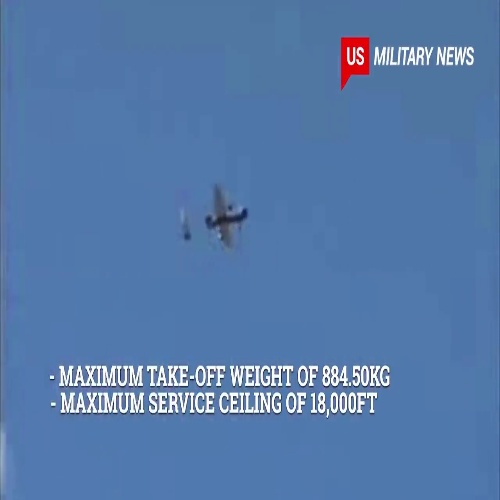 US MILITARY NEWS
- MAXIMUM TAKE-OFF WEIGHT OF 884.50KG
- MAXIMUM SERVICE CEILING OF 18,000FT